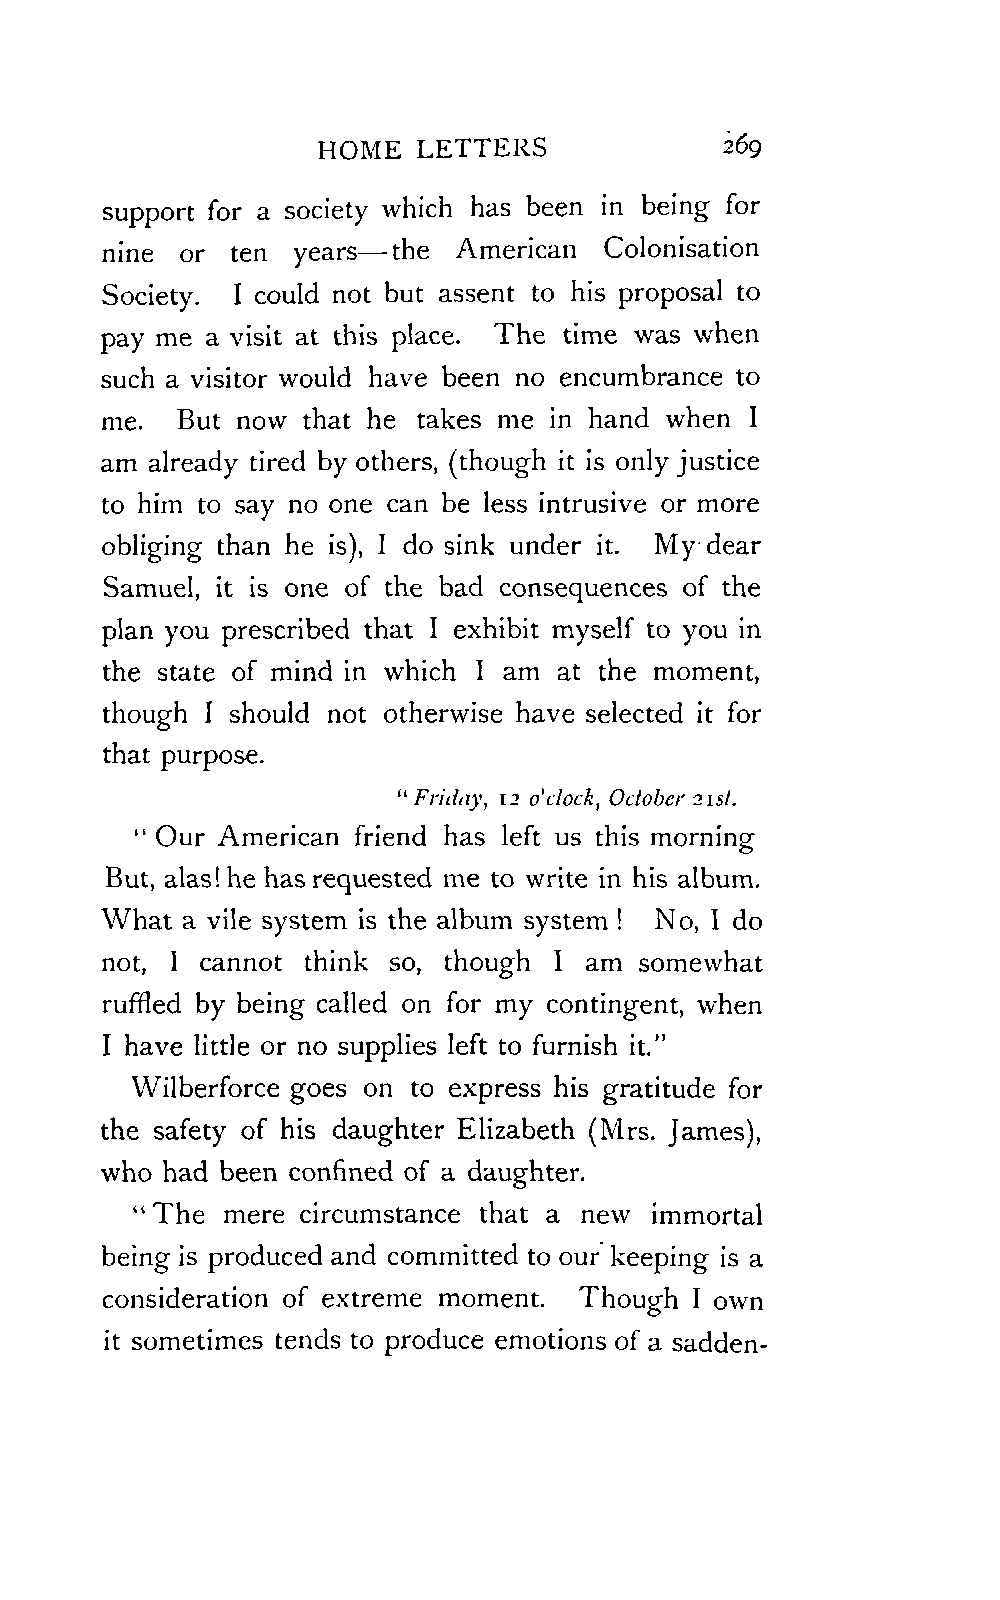 HOME LETTERS 269
support for a society which has been in being for
nine or ten years—the American Colonisation
Society. I could not but assent to his proposal to
pay me a visit at this place. The time was when
such a visitor would have been no encumbrance to
me. But now that he takes me in hand when I
am already tired by others, (though it is only justice
to him to say no one can be less intrusive or more
obliging than he is), I do sink under it. My dear
Samuel, it is one of the bad consequences of the
plan you prescribed that I exhibit myself to you in
the state of mind in which I am at the moment,
though I should not otherwise have selected it for
that purpose.
"Friday, 12 o'clock, October 21st.
"Our American friend has left us this morning
But, alas! he has requested me to write in his album.
What a vile system is the album system! No, I do
not, I cannot think so, though I am somewhat
ruffled by being called on for my contingent, when
I have little or no supplies left to furnish it."
Wilberforce goes on to express his gratitude for
the safety of his daughter Elizabeth (Mrs. James),
who had been confined of a daughter.
"The mere circumstance that a new immortal
being is produced and committed to our keeping is a
consideration of extreme moment. Though I own
it sometimes tends to produce emotions of a sadden-